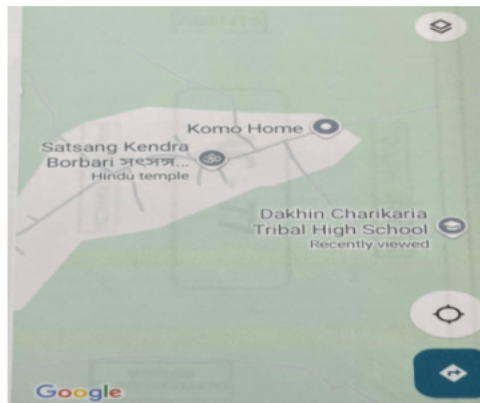 Komo Home
Satsang Kendra
Borbari সৎসঙ্গ...
Hindu temple
Dakhin Charikaria
Tribal High School
Recently viewed
Google